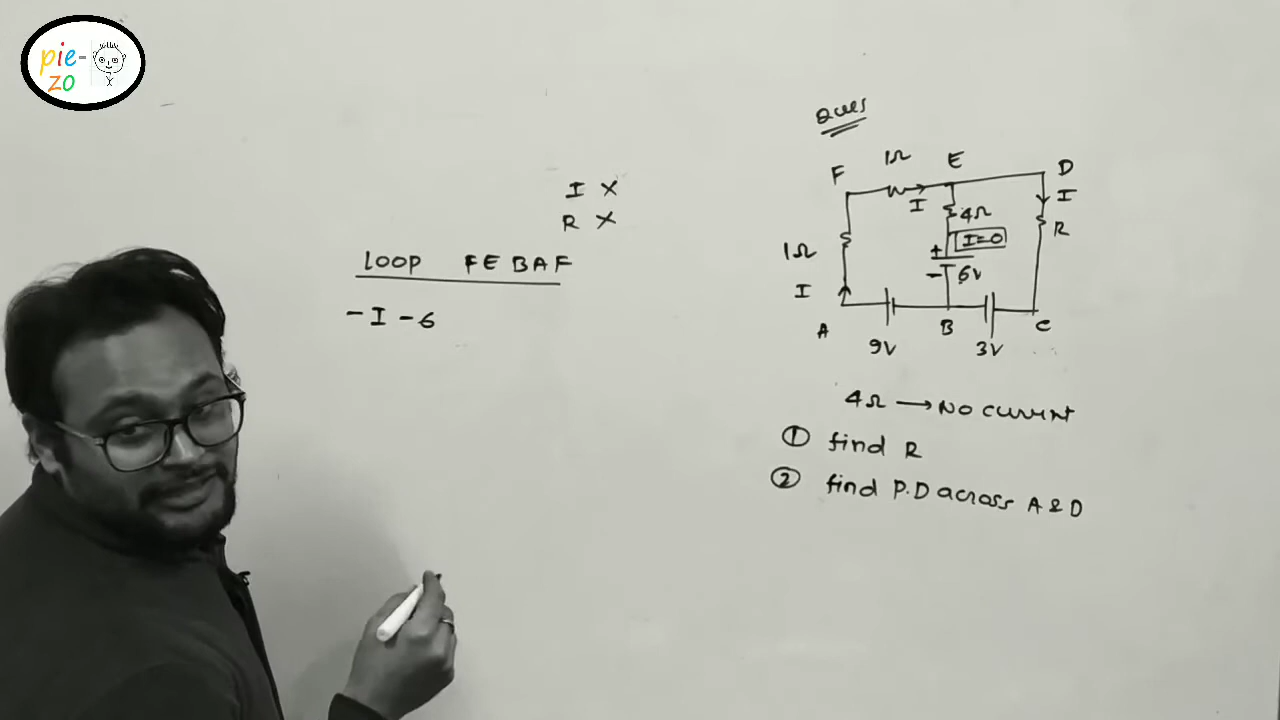 pie-
zo
Ques
I X
R X
LOOP FEBAF
-I -6
F 1Ω E D
I 4Ω I
I=0 R
1Ω + - 6V
I
A B C
9V 3V
4Ω → No current
① find R
② find P.D across A & D